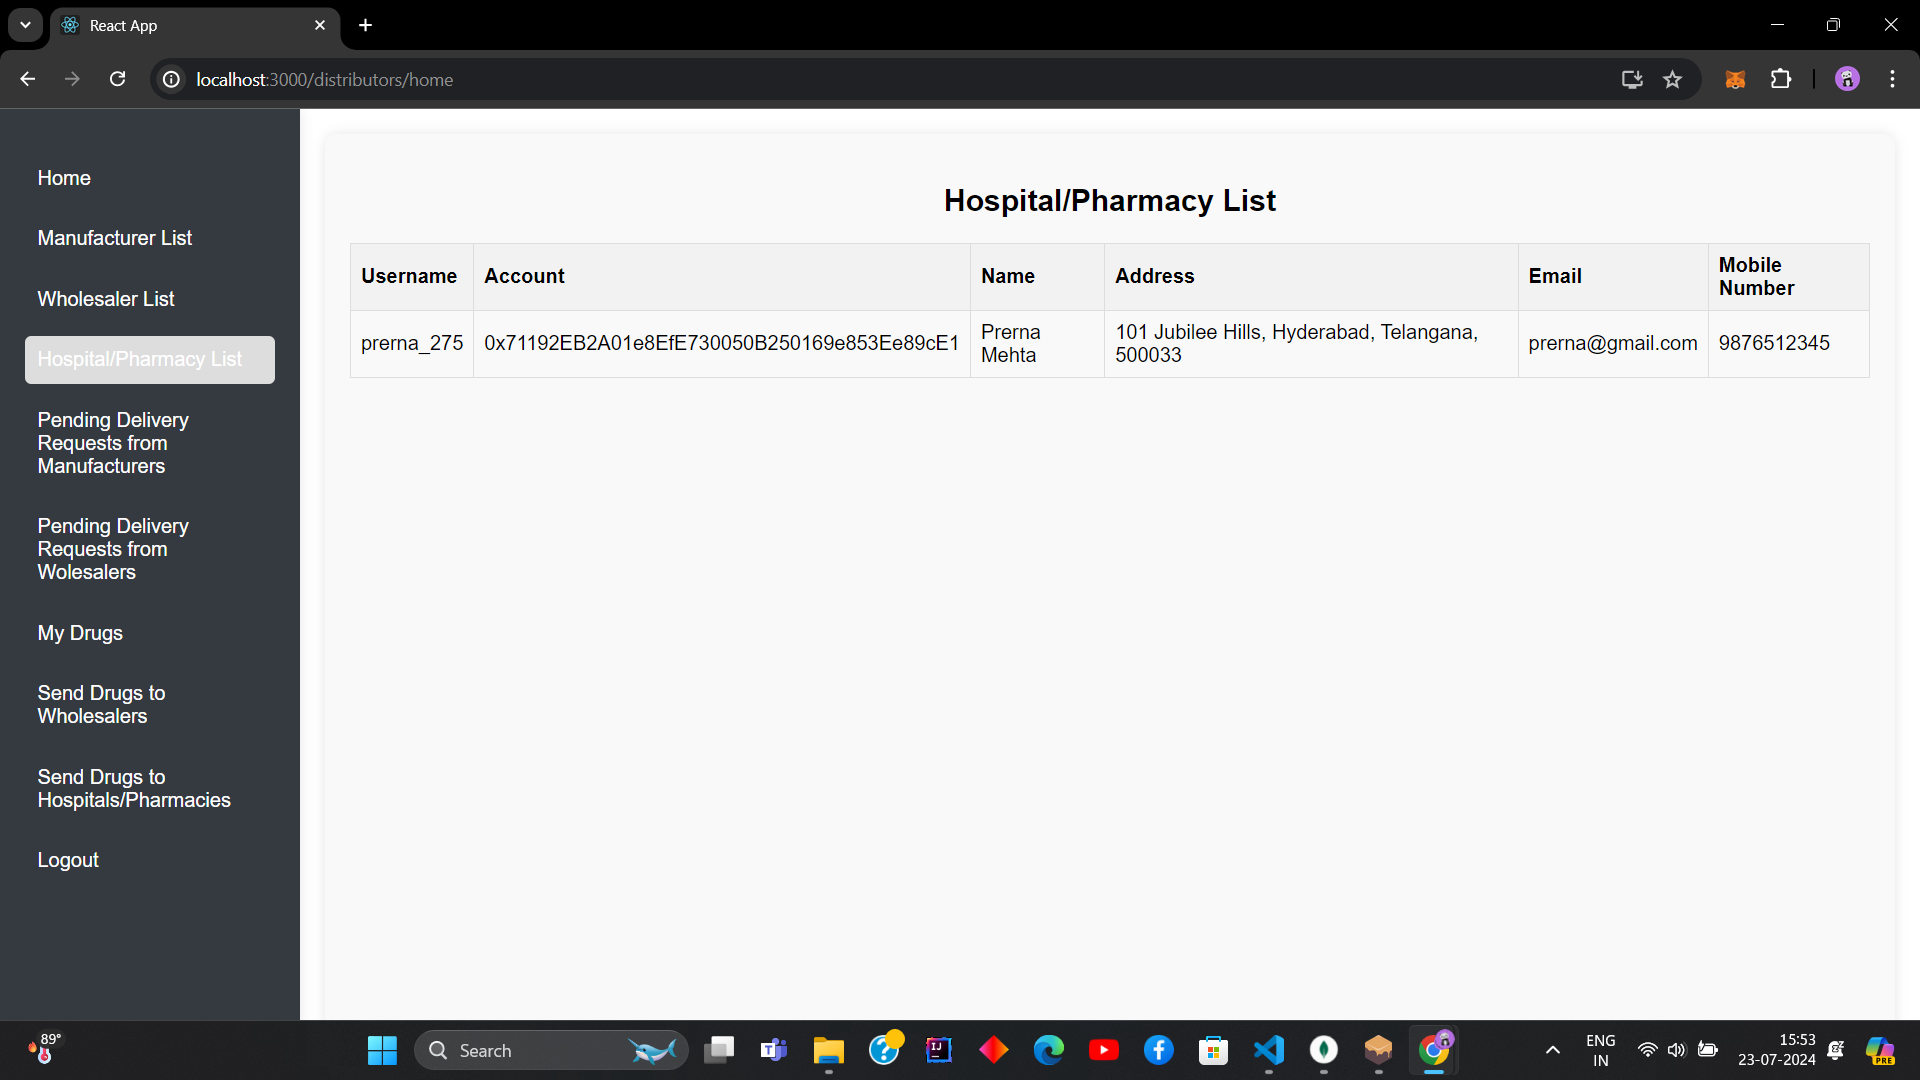 React App
localhost:3000/distributors/home
Home
Manufacturer List
Wholesaler List
Hospital/Pharmacy List
Pending Delivery
Requests from
Manufacturers
Pending Delivery
Requests from
Wolesalers
My Drugs
Send Drugs to
Wholesalers
Send Drugs to
Hospitals/Pharmacies
Logout
Hospital/Pharmacy List
Username Account Name Address Email Mobile
Number
prerna_275 0x71192EB2A01e8EfE730050B250169e853Ee89cE1 Prerna 101 Jubilee Hills, Hyderabad, Telangana, prerna@gmail.com 9876512345
Mehta 500033
89°
Search
ENG
IN
15:53
23-07-2024
PRE